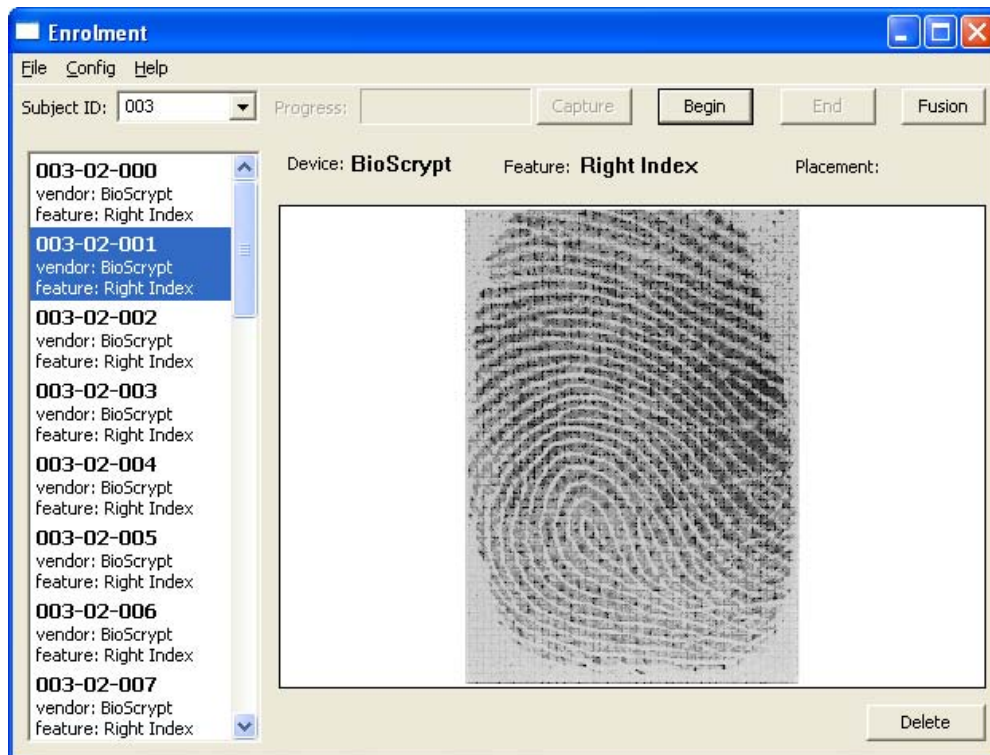 Enrolment
File Config Help
Subject ID: 003 Progress: Capture Begin End Fusion
Device: BioScrypt Feature: Right Index Placement:
003-02-000
vendor: BioScrypt
feature: Right Index
003-02-001
vendor: BioScrypt
feature: Right Index
003-02-002
vendor: BioScrypt
feature: Right Index
003-02-003
vendor: BioScrypt
feature: Right Index
003-02-004
vendor: BioScrypt
feature: Right Index
003-02-005
vendor: BioScrypt
feature: Right Index
003-02-006
vendor: BioScrypt
feature: Right Index
003-02-007
vendor: BioScrypt
feature: Right Index
Delete